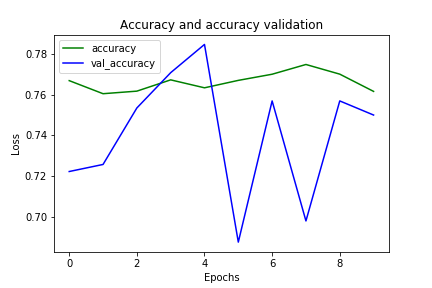 Accuracy and accuracy validation
accuracy
val_accuracy
0.78
0.76
0.74
0.72
0.70
Loss
0 2 4 6 8
Epochs